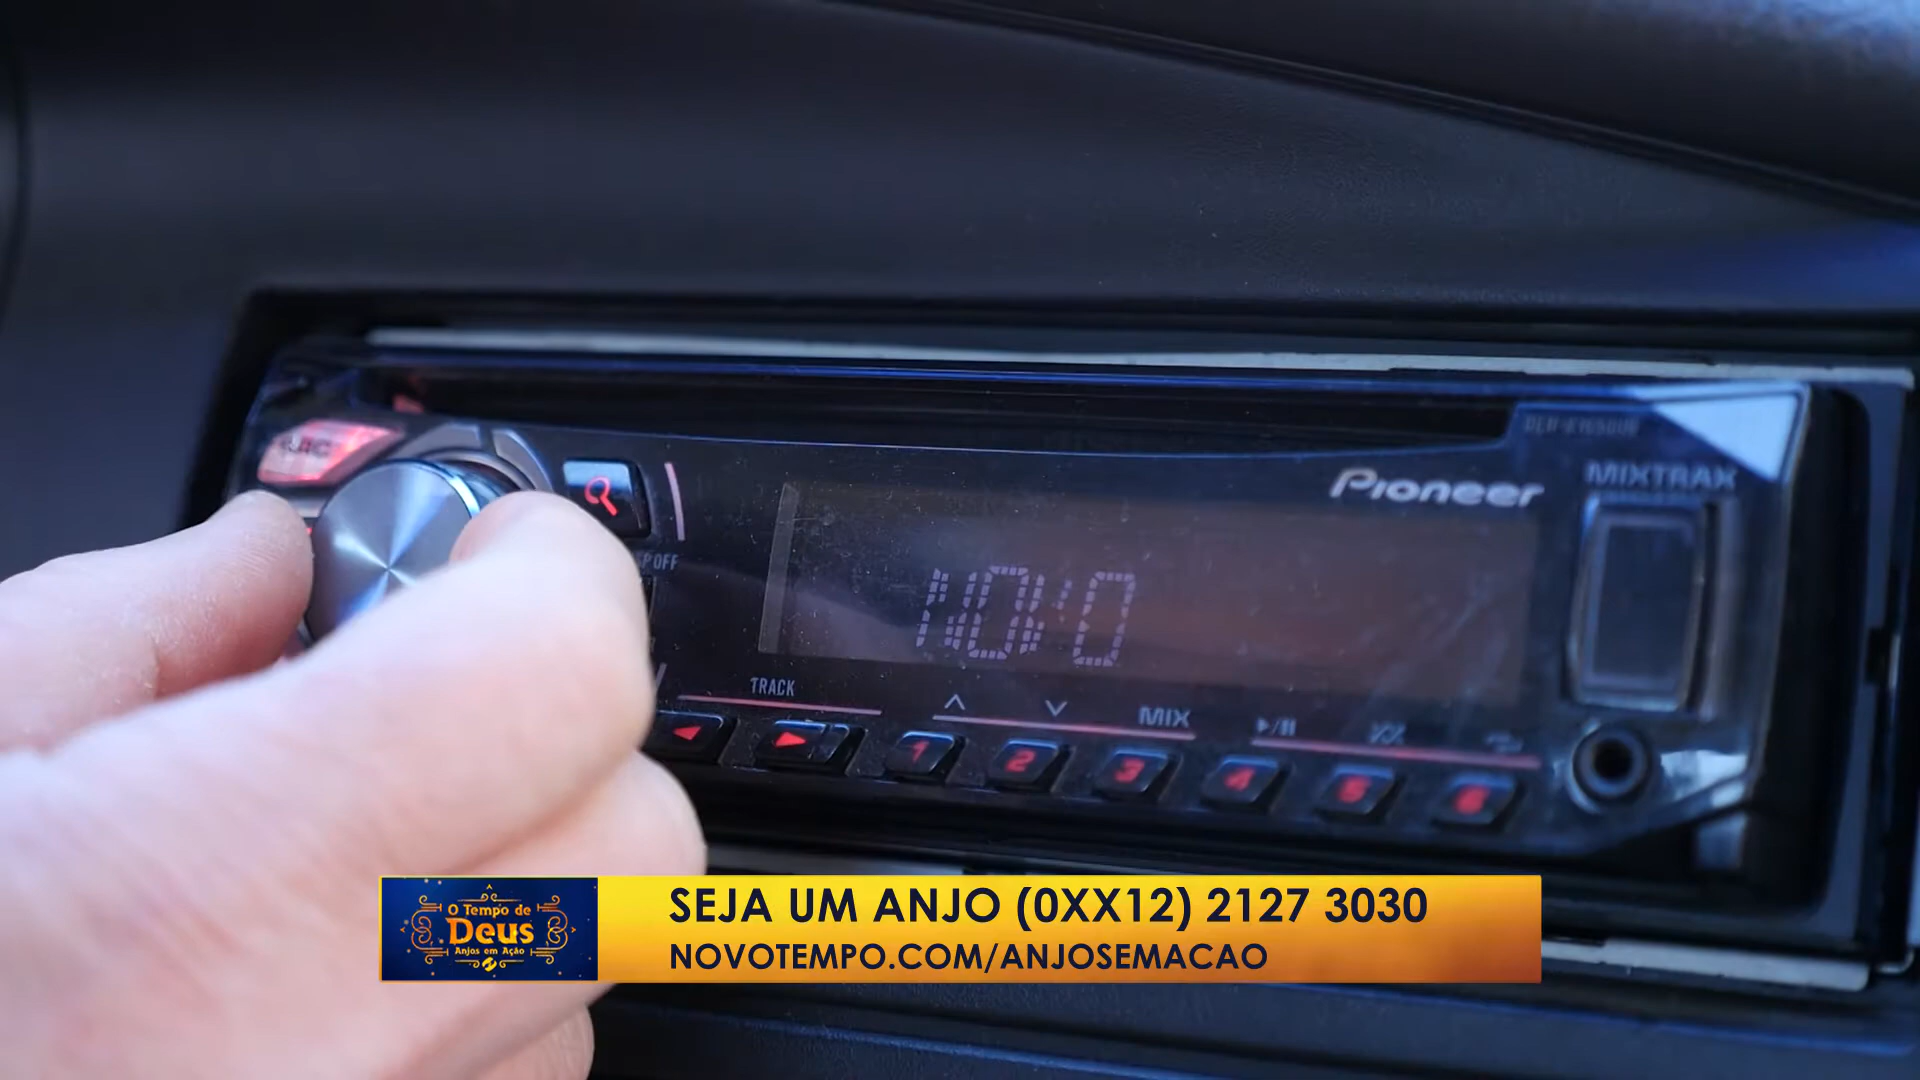 MIXTRAX
Pioneer
P OFF
NOVO
TRACK
MIX
1 2 3 4 5 6
O Tempo de
Deus
Anjos em Ação
SEJA UM ANJO (0XX12) 2127 3030
NOVOTEMPO.COM/ANJOSEMACAO